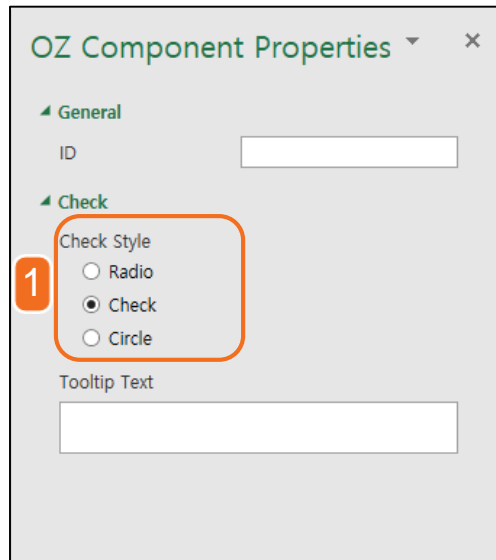 OZ Component Properties
General
ID
Check
Check Style
1
Radio
Check
Circle
Tooltip Text